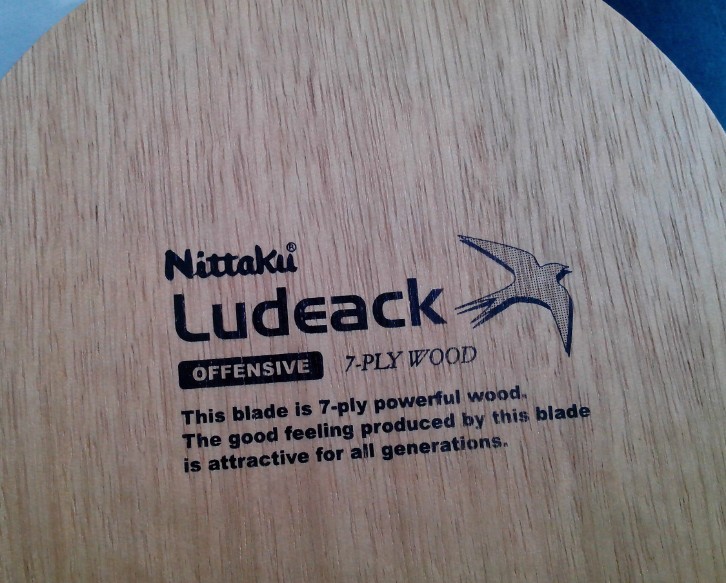 Nittaku®
Ludeack
OFFENSIVE 7-PLY WOOD
This blade is 7-ply powerful wood.
The good feeling produced by this blade
is attractive for all generations.